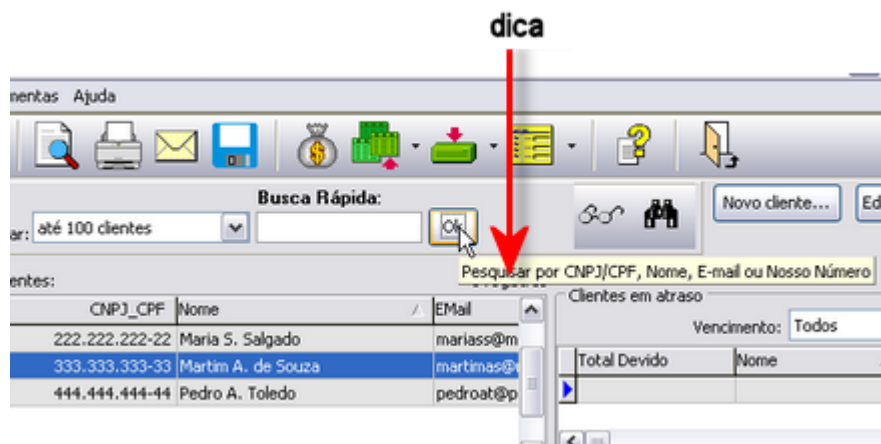 dica
mentas Ajuda
Busca Rápida:
ar: até 100 clientes
Ok
Novo cliente...
Ed
Pesquisar por CNPJ/CPF, Nome, E-mail ou Nosso Número
entes:
Clientes em atraso
Vencimento: Todos
CNPJ_CPF Nome EMail
222.222.222-22 Maria S. Salgado mariass@m
333.333.333-33 Martim A. de Souza martimas@
444.444.444-44 Pedro A. Toledo pedroat@p
Total Devido Nome